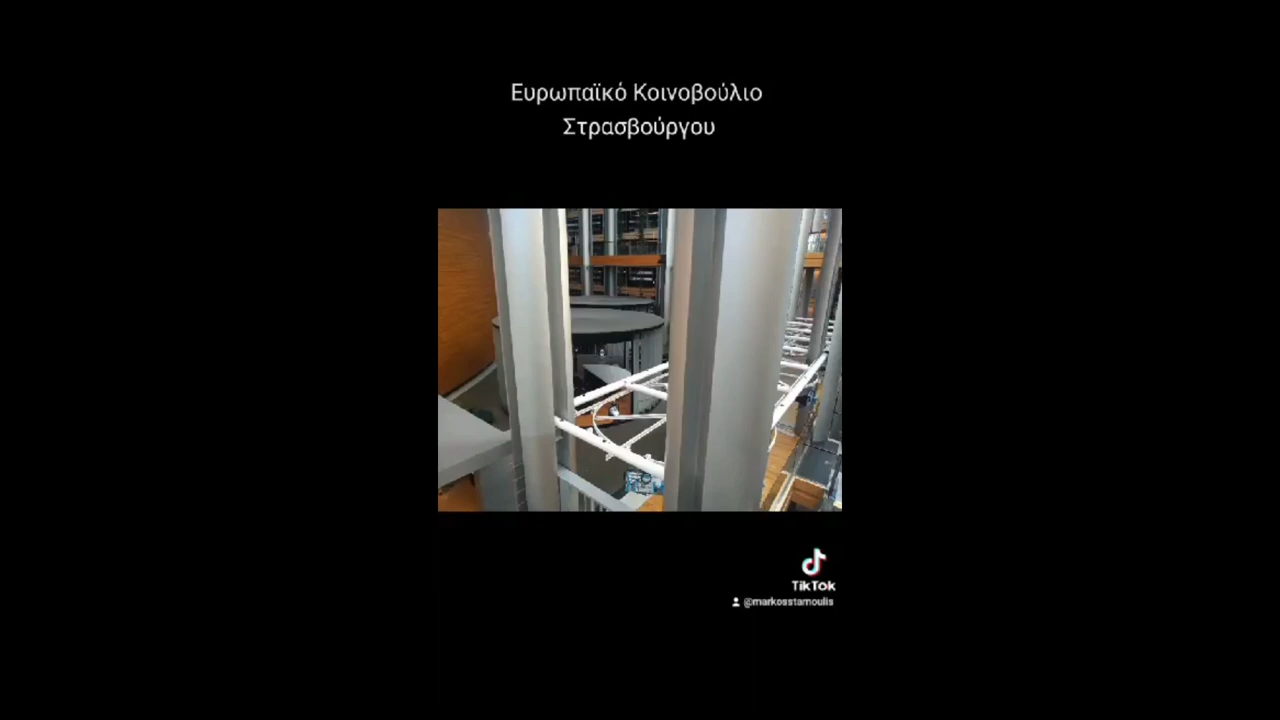 Ευρωπαϊκό Κοινοβούλιο
Στρασβούργου
TikTok
@markosstamoulis